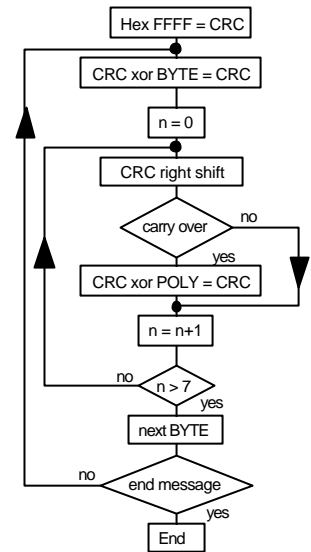 Hex FFFF = CRC
CRC xor BYTE = CRC
n = 0
CRC right shift
carry over
no
yes
CRC xor POLY = CRC
n = n+1
no
n > 7
yes
next BYTE
no
end message
yes
End